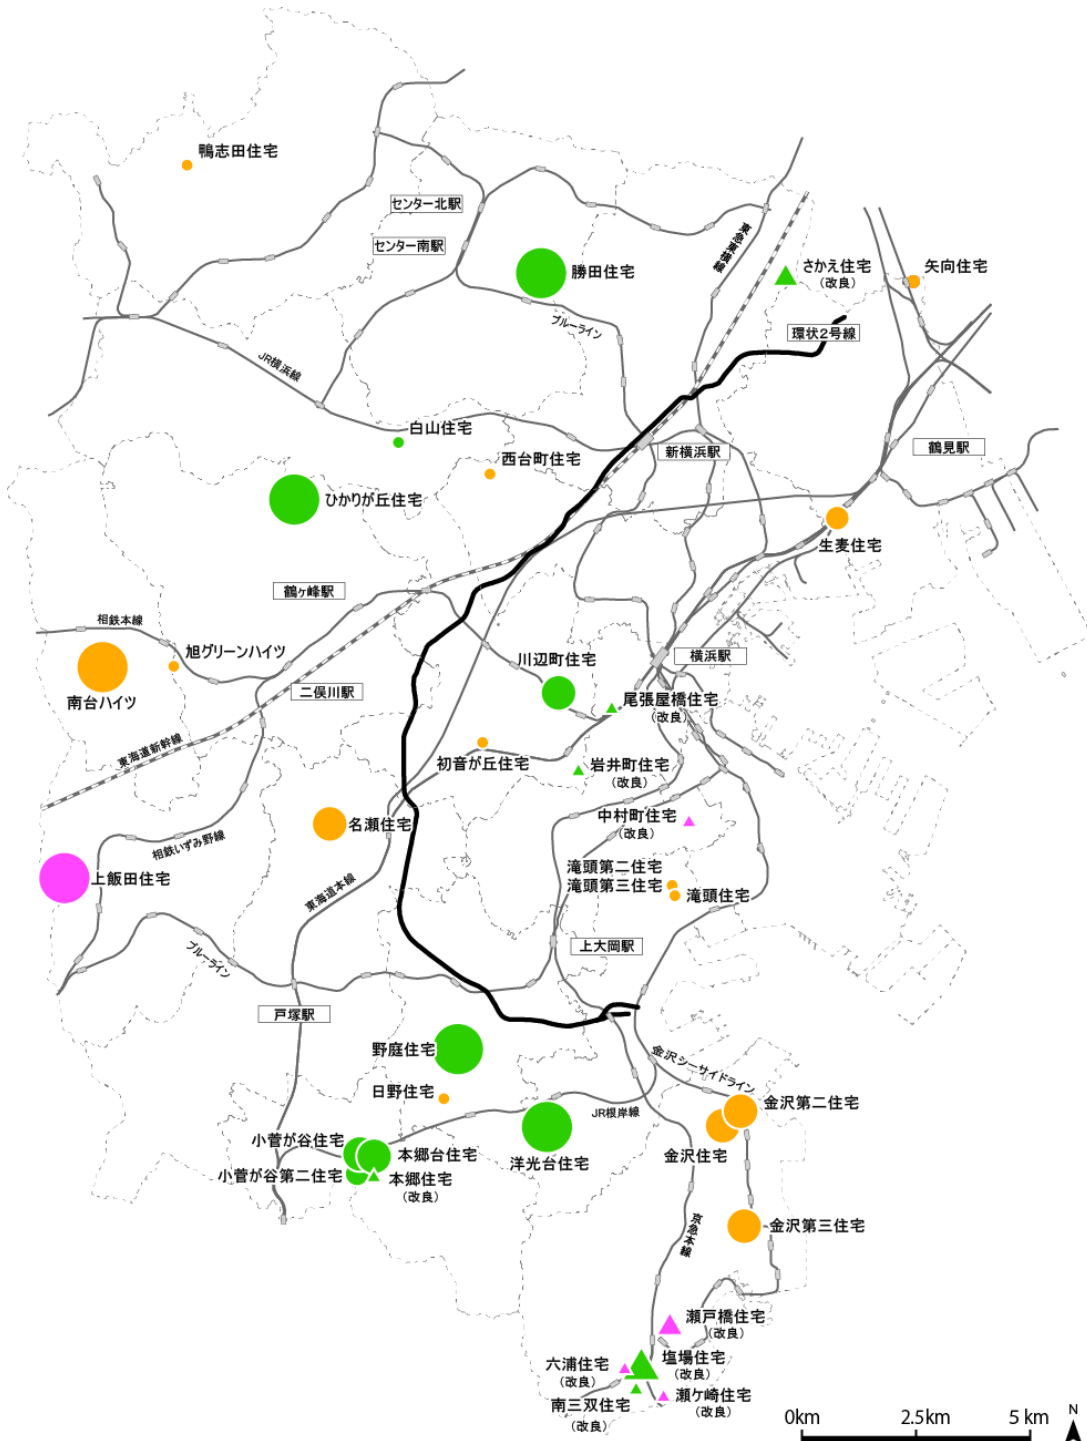 鴨志田住宅
センター北駅
センター南駅
東急東横線
勝田住宅
さかえ住宅
（改良）
矢向住宅
ブルーライン
環状2号線
JR横浜線
白山住宅
新横浜駅
鶴見駅
西台町住宅
ひかりが丘住宅
生麦住宅
鶴ヶ峰駅
相鉄本線
旭グリーンハイツ
川辺町住宅
横浜駅
南台ハイツ
二俣川駅
尾張屋橋住宅
（改良）
東海道新幹線
初音が丘住宅
岩井町住宅
（改良）
中村町住宅
（改良）
名瀬住宅
相鉄いずみ野線
上飯田住宅
滝頭第二住宅
滝頭第三住宅
滝頭住宅
東海道本線
ブルーライン
上大岡駅
戸塚駅
野庭住宅
金沢シーサイドライン
日野住宅
金沢第二住宅
JR根岸線
小菅が谷住宅
本郷台住宅
洋光台住宅
金沢住宅
小菅が谷第二住宅
本郷住宅
（改良）
京急本線
金沢第三住宅
瀬戸橋住宅
（改良）
六浦住宅
（改良）
塩場住宅
（改良）
南三双住宅
（改良）
瀬ケ崎住宅
（改良）
0km
2.5km
5 km
N